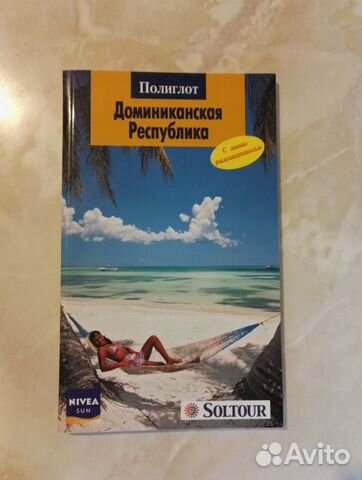 Полиглот
Доминиканская
Республика
С мини-
разговорником
NIVEA
SUN
SOLTOUR
Avito